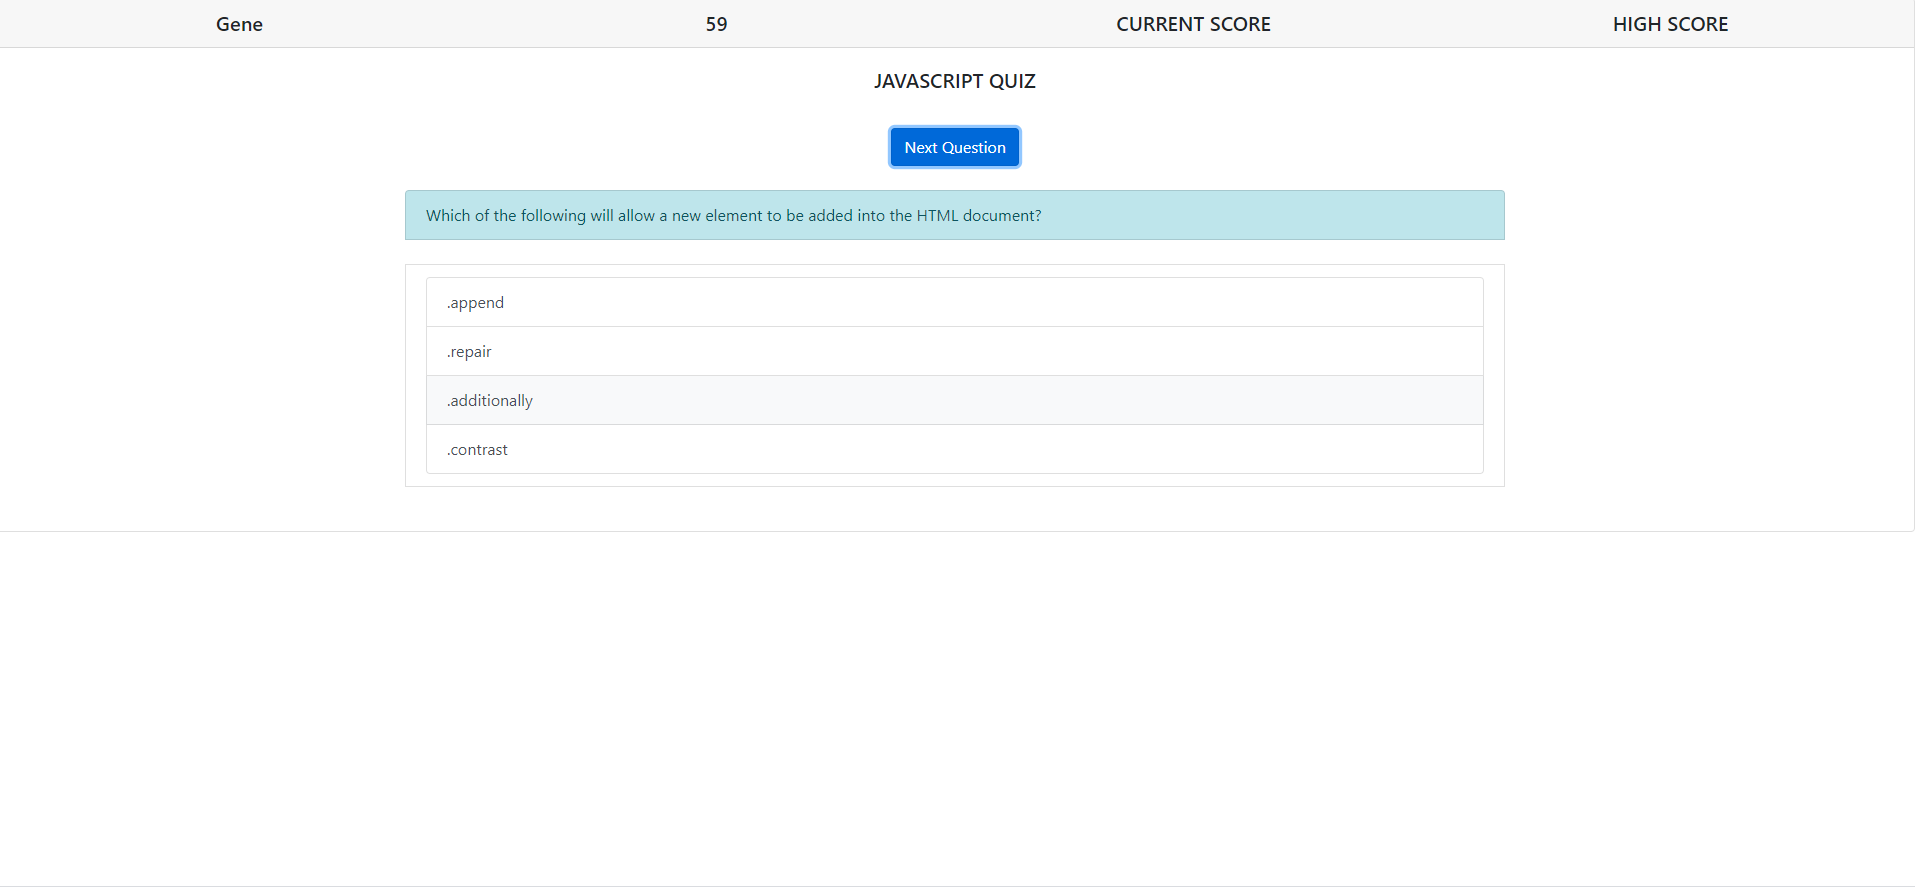 Gene 59 CURRENT SCORE HIGH SCORE
JAVASCRIPT QUIZ
Next Question
Which of the following will allow a new element to be added into the HTML document?
.append
.repair
.additionally
.contrast